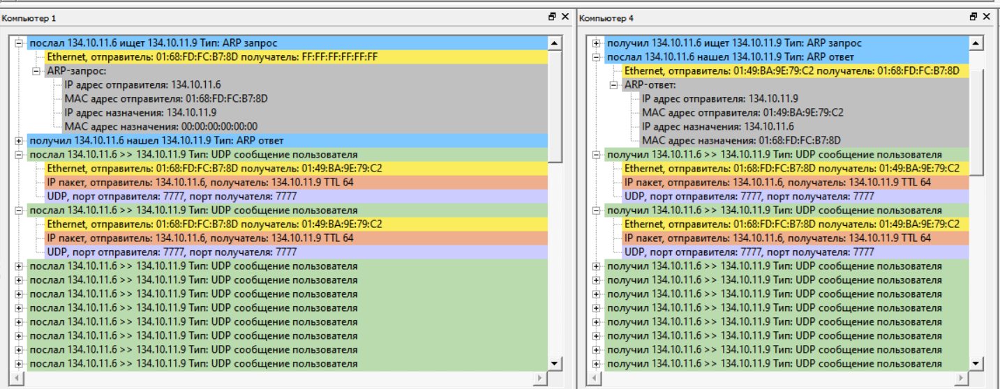 Компьютер 1
послал 134.10.11.6 ищет 134.10.11.9 Тип: ARP запрос
Ethernet, отправитель: 01:68:FD:FC:B7:8D получатель: FF:FF:FF:FF:FF:FF
ARP-запрос:
IP адрес отправителя: 134.10.11.6
MAC адрес отправителя: 01:68:FD:FC:B7:8D
IP адрес назначения: 134.10.11.9
MAC адрес назначения: 00:00:00:00:00:00
получил 134.10.11.6 нашел 134.10.11.9 Тип: ARP ответ
послал 134.10.11.6 >> 134.10.11.9 Тип: UDP сообщение пользователя
Ethernet, отправитель: 01:68:FD:FC:B7:8D получатель: 01:49:BA:9E:79:C2
IP пакет, отправитель: 134.10.11.6, получатель: 134.10.11.9 TTL 64
UDP, порт отправителя: 7777, порт получателя: 7777
послал 134.10.11.6 >> 134.10.11.9 Тип: UDP сообщение пользователя
Ethernet, отправитель: 01:68:FD:FC:B7:8D получатель: 01:49:BA:9E:79:C2
IP пакет, отправитель: 134.10.11.6, получатель: 134.10.11.9 TTL 64
UDP, порт отправителя: 7777, порт получателя: 7777
послал 134.10.11.6 >> 134.10.11.9 Тип: UDP сообщение пользователя
послал 134.10.11.6 >> 134.10.11.9 Тип: UDP сообщение пользователя
послал 134.10.11.6 >> 134.10.11.9 Тип: UDP сообщение пользователя
послал 134.10.11.6 >> 134.10.11.9 Тип: UDP сообщение пользователя
послал 134.10.11.6 >> 134.10.11.9 Тип: UDP сообщение пользователя
послал 134.10.11.6 >> 134.10.11.9 Тип: UDP сообщение пользователя
послал 134.10.11.6 >> 134.10.11.9 Тип: UDP сообщение пользователя
послал 134.10.11.6 >> 134.10.11.9 Тип: UDP сообщение пользователя
Компьютер 4
получил 134.10.11.6 ищет 134.10.11.9 Тип: ARP запрос
послал 134.10.11.6 нашел 134.10.11.9 Тип: ARP ответ
Ethernet, отправитель: 01:49:BA:9E:79:C2 получатель: 01:68:FD:FC:B7:8D
ARP-ответ:
IP адрес отправителя: 134.10.11.9
MAC адрес отправителя: 01:49:BA:9E:79:C2
IP адрес назначения: 134.10.11.6
MAC адрес назначения: 01:68:FD:FC:B7:8D
получил 134.10.11.6 >> 134.10.11.9 Тип: UDP сообщение пользователя
Ethernet, отправитель: 01:68:FD:FC:B7:8D получатель: 01:49:BA:9E:79:C2
IP пакет, отправитель: 134.10.11.6, получатель: 134.10.11.9 TTL 64
UDP, порт отправителя: 7777, порт получателя: 7777
получил 134.10.11.6 >> 134.10.11.9 Тип: UDP сообщение пользователя
Ethernet, отправитель: 01:68:FD:FC:B7:8D получатель: 01:49:BA:9E:79:C2
IP пакет, отправитель: 134.10.11.6, получатель: 134.10.11.9 TTL 64
UDP, порт отправителя: 7777, порт получателя: 7777
получил 134.10.11.6 >> 134.10.11.9 Тип: UDP сообщение пользователя
получил 134.10.11.6 >> 134.10.11.9 Тип: UDP сообщение пользователя
получил 134.10.11.6 >> 134.10.11.9 Тип: UDP сообщение пользователя
получил 134.10.11.6 >> 134.10.11.9 Тип: UDP сообщение пользователя
получил 134.10.11.6 >> 134.10.11.9 Тип: UDP сообщение пользователя
получил 134.10.11.6 >> 134.10.11.9 Тип: UDP сообщение пользователя
получил 134.10.11.6 >> 134.10.11.9 Тип: UDP сообщение пользователя
получил 134.10.11.6 >> 134.10.11.9 Тип: UDP сообщение пользователя